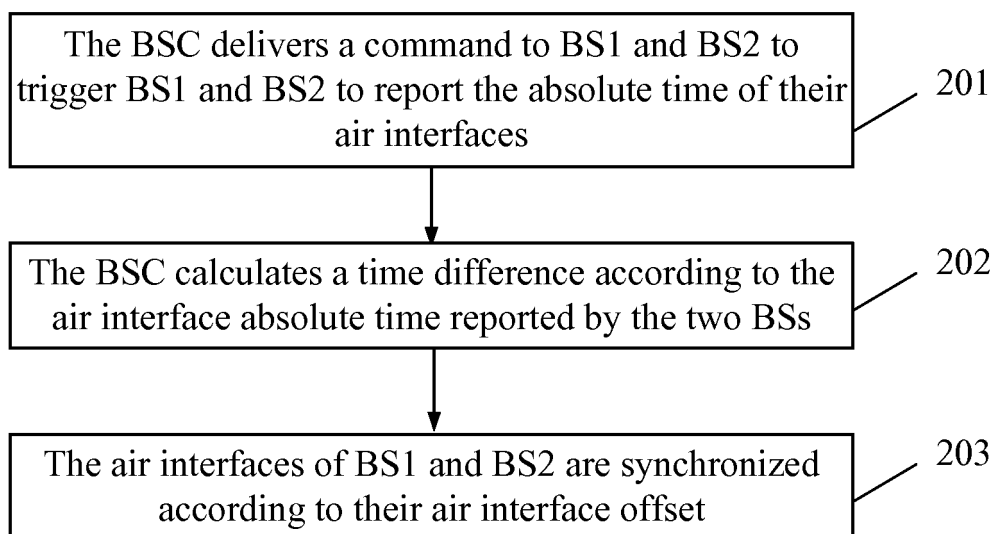 The BSC delivers a command to BS1 and BS2 to
trigger BS1 and BS2 to report the absolute time of their
air interfaces
201
The BSC calculates a time difference according to the
air interface absolute time reported by the two BSs
202
The air interfaces of BS1 and BS2 are synchronized
according to their air interface offset
203